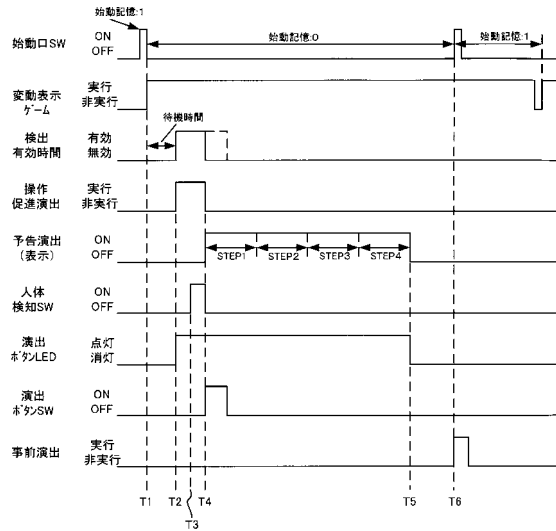 始動記憶:1
始動口SW ON OFF
始動記憶:0
始動記憶:1
変動表示ゲーム 実行 非実行
待機時間
検出有効時間 有効 無効
操作促進演出 実行 非実行
予告演出(表示) ON OFF
STEP1 STEP2 STEP3 STEP4
人体検知SW ON OFF
演出ボタンLED 点灯 消灯
演出ボタンSW ON OFF
事前演出 実行 非実行
T1 T2 T4 T5 T6
T3